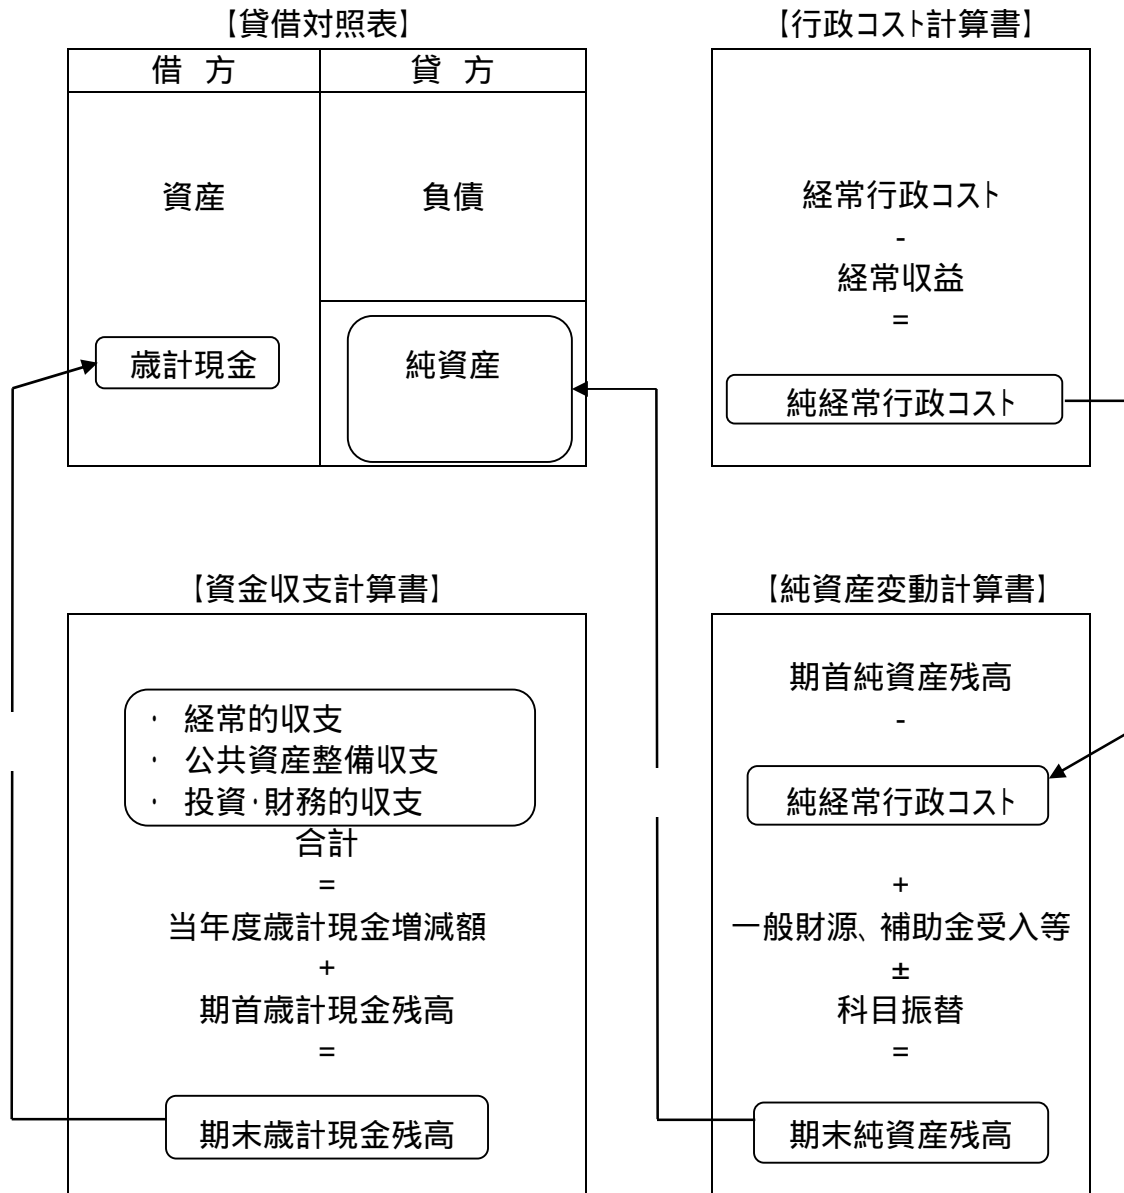 【貸借対照表】
借 方
貸 方
資産
負債
歳計現金
純資産
【行政コスト計算書】
経常行政コスト
-
経常収益
=
純経常行政コスト
【資金収支計算書】
・ 経常的収支
・ 公共資産整備収支
・ 投資・財務的収支
合計
=
当年度歳計現金増減額
+
期首歳計現金残高
=
期末歳計現金残高
【純資産変動計算書】
期首純資産残高
-
純経常行政コスト
+
一般財源、補助金受入等
±
科目振替
=
期末純資産残高